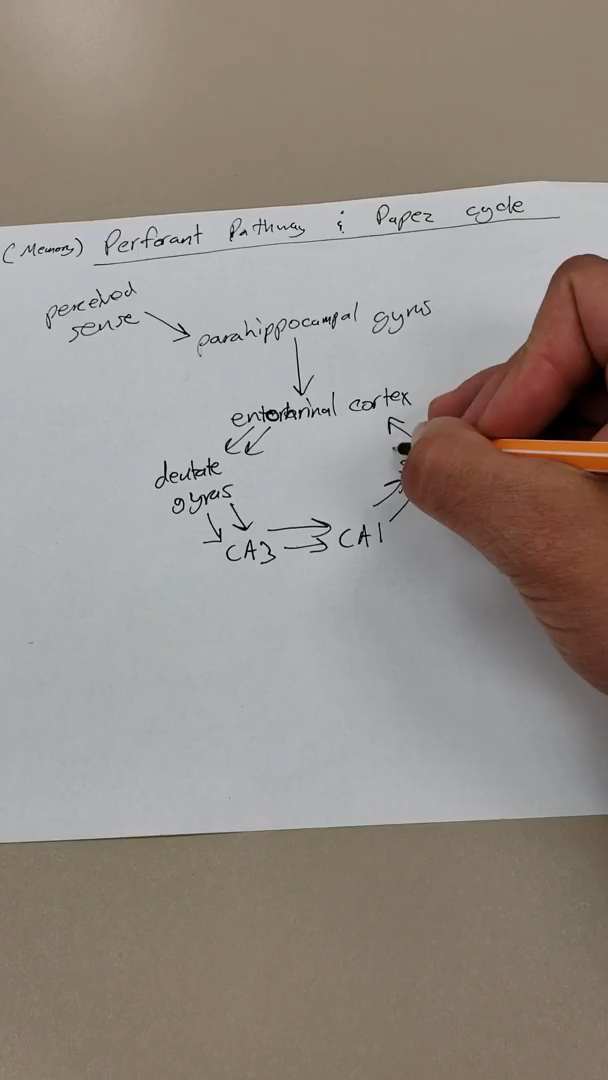 (Memory) Perforant Pathway & Papez cycle
perceived
sense
parahippocampal gyrus
entorhinal cortex
dentate
gyrus
CA3
CA1